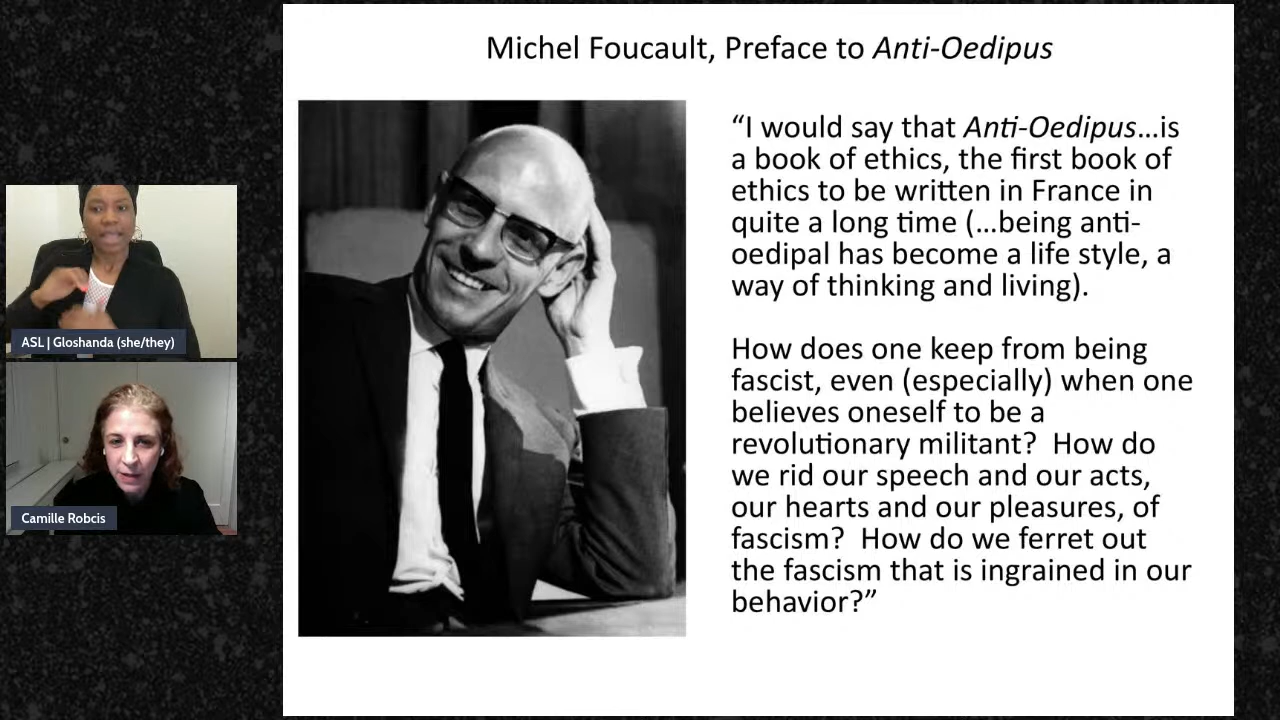 Michel Foucault, Preface to Anti-Oedipus
“I would say that Anti-Oedipus…is
a book of ethics, the first book of
ethics to be written in France in
quite a long time (…being anti-
oedipal has become a life style, a
way of thinking and living).
How does one keep from being
fascist, even (especially) when one
believes oneself to be a
revolutionary militant?  How do
we rid our speech and our acts,
our hearts and our pleasures, of
fascism?  How do we ferret out
the fascism that is ingrained in our
behavior?”
ASL | Gloshanda (she/they)
Camille Robcis